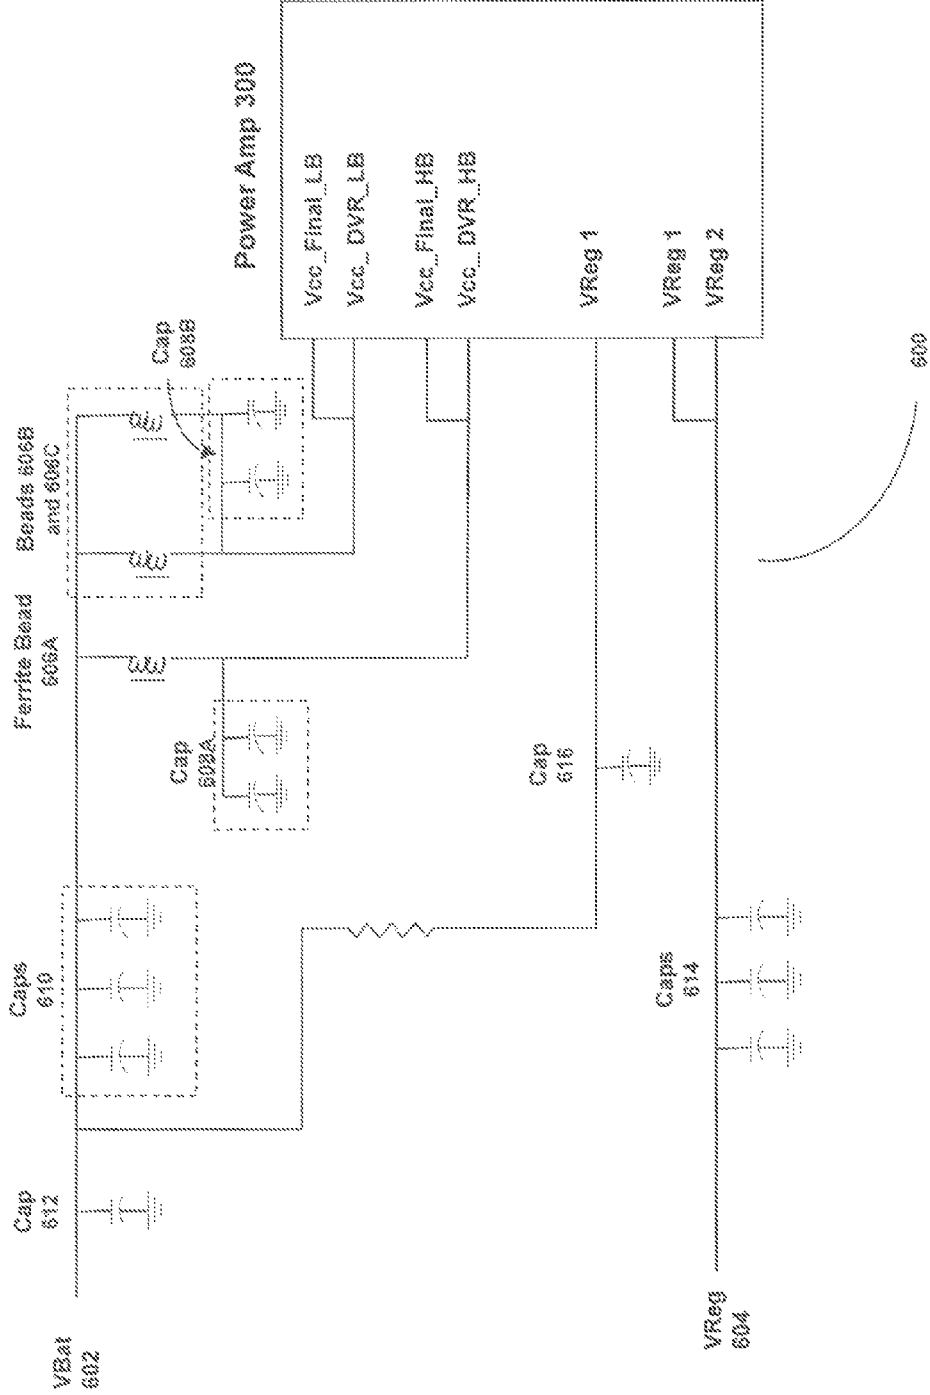 Power Amp 300
Vcc_Final_LB
Vcc_ DVR_LB
Vcc_Final_HB
Vcc_ DVR_HB
VReg 1
VReg 1
VReg 2
Cap
608B
Beads 606B
and 606C
Ferrite Bead
606A
Cap
608A
Cap
616
Caps
610
Caps
614
Cap
612
VBat
602
VReg
604
600